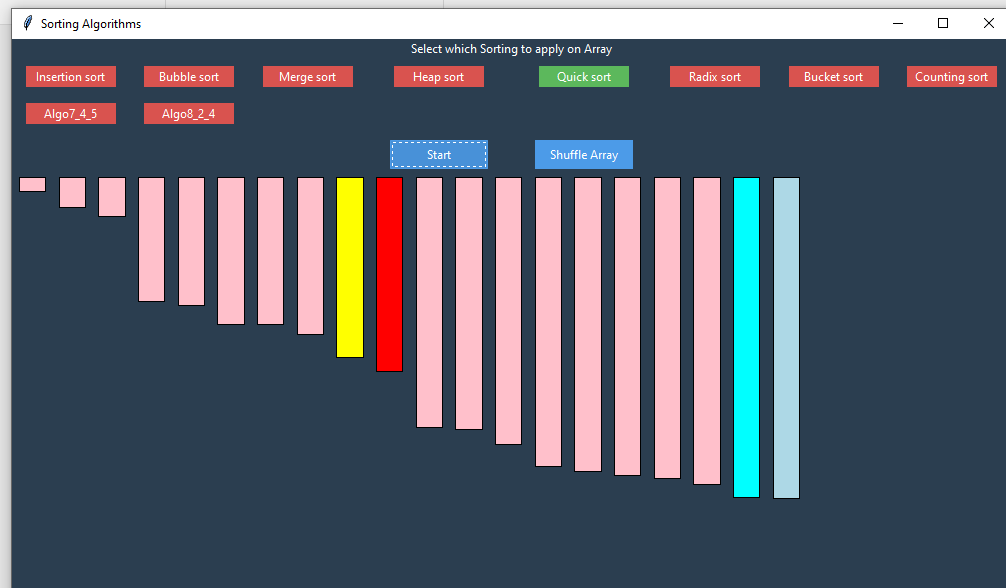 Sorting Algorithms
Select which Sorting to apply on Array
Insertion sort Bubble sort Merge sort Heap sort Quick sort Radix sort Bucket sort Counting sort
Algo7_4_5 Algo8_2_4
Start Shuffle Array